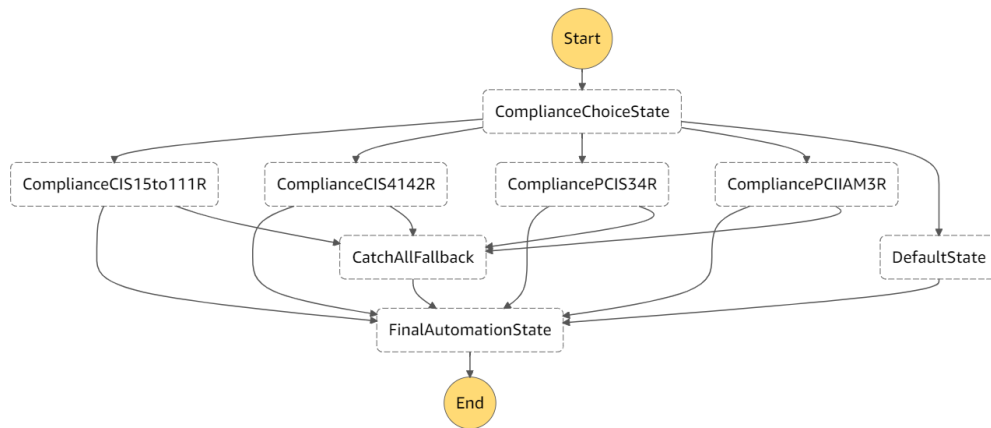 Start
ComplianceChoiceState
ComplianceCIS15to111R
ComplianceCIS4142R
CompliancePCIS34R
CompliancePCIIAM3R
CatchAllFallback
DefaultState
FinalAutomationState
End